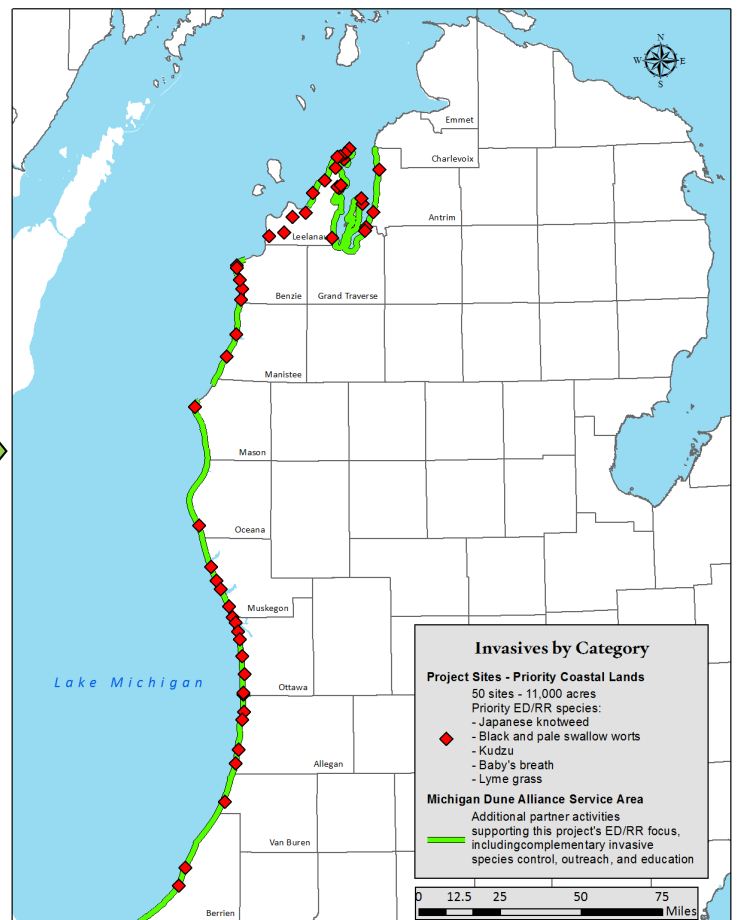 N
W E
S
Emmet
Charlevoix
Antrim
Leelanau
Benzie
Grand Traverse
Manistee
Mason
Oceana
Muskegon
Lake Michigan
Ottawa
Allegan
Van Buren
Berrien
Invasives by Category
Project Sites - Priority Coastal Lands
50 sites - 11,000 acres
Priority ED/RR species:
- Japanese knotweed
- Black and pale swallow worts
- Kudzu
- Baby's breath
- Lyme grass
Michigan Dune Alliance Service Area
Additional partner activities
supporting this project's ED/RR focus,
includingcomplementary invasive
species control, outreach, and education
0 12.5 25 50 75
Miles